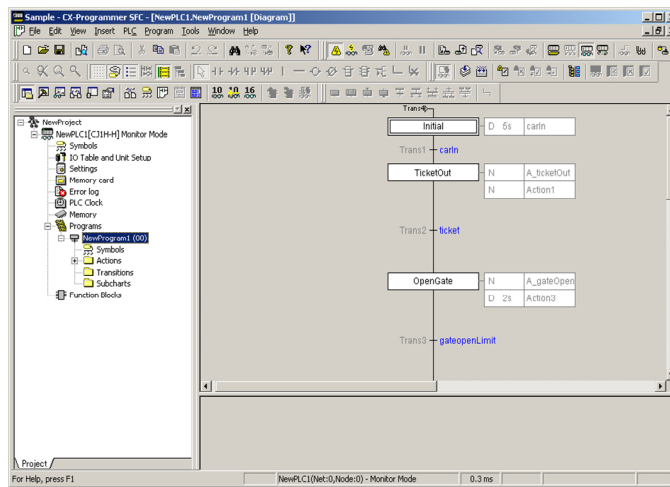 Sample - CX-Programmer SFC - [NewPLC1.NewProgram1 [Diagram]]
File Edit View Insert PLC Program Tools Window Help
10 10 16
NewProject
NewPLC1[CJ1H-H] Monitor Mode
Symbols
IO Table and Unit Setup
Settings
Memory card
Error log
PLC Clock
Memory
Programs
NewProgram1 (00)
Symbols
Actions
Transitions
Subcharts
Function Blocks
Project
Initial D 5s carIn
Trans1 carIn
TicketOut N A_ticketOut
N Action1
Trans2 ticket
OpenGate N A_gateOpen
D 2s Action3
Trans3 gateopenLimit
For Help, press F1
NewPLC1(Net:0,Node:0) - Monitor Mode
0.3 ms